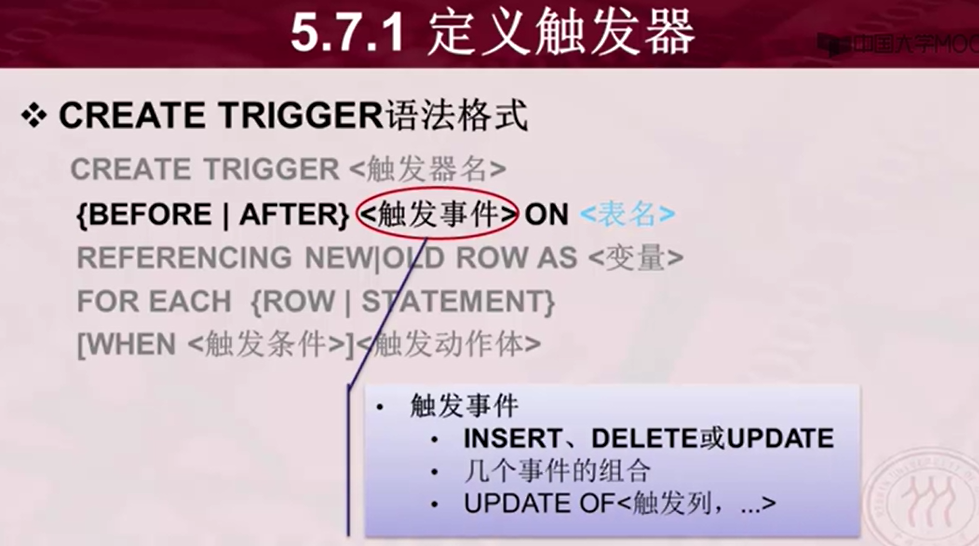 5.7.1 定义触发器
中国大学MOO
❖ CREATE TRIGGER语法格式
CREATE TRIGGER <触发器名>
{BEFORE | AFTER} <触发事件> ON <表名>
REFERENCING NEW|OLD ROW AS <变量>
FOR EACH {ROW | STATEMENT}
[WHEN <触发条件>]<触发动作体>
• 触发事件
• INSERT、DELETE或UPDATE
• 几个事件的组合
• UPDATE OF<触发列，...>